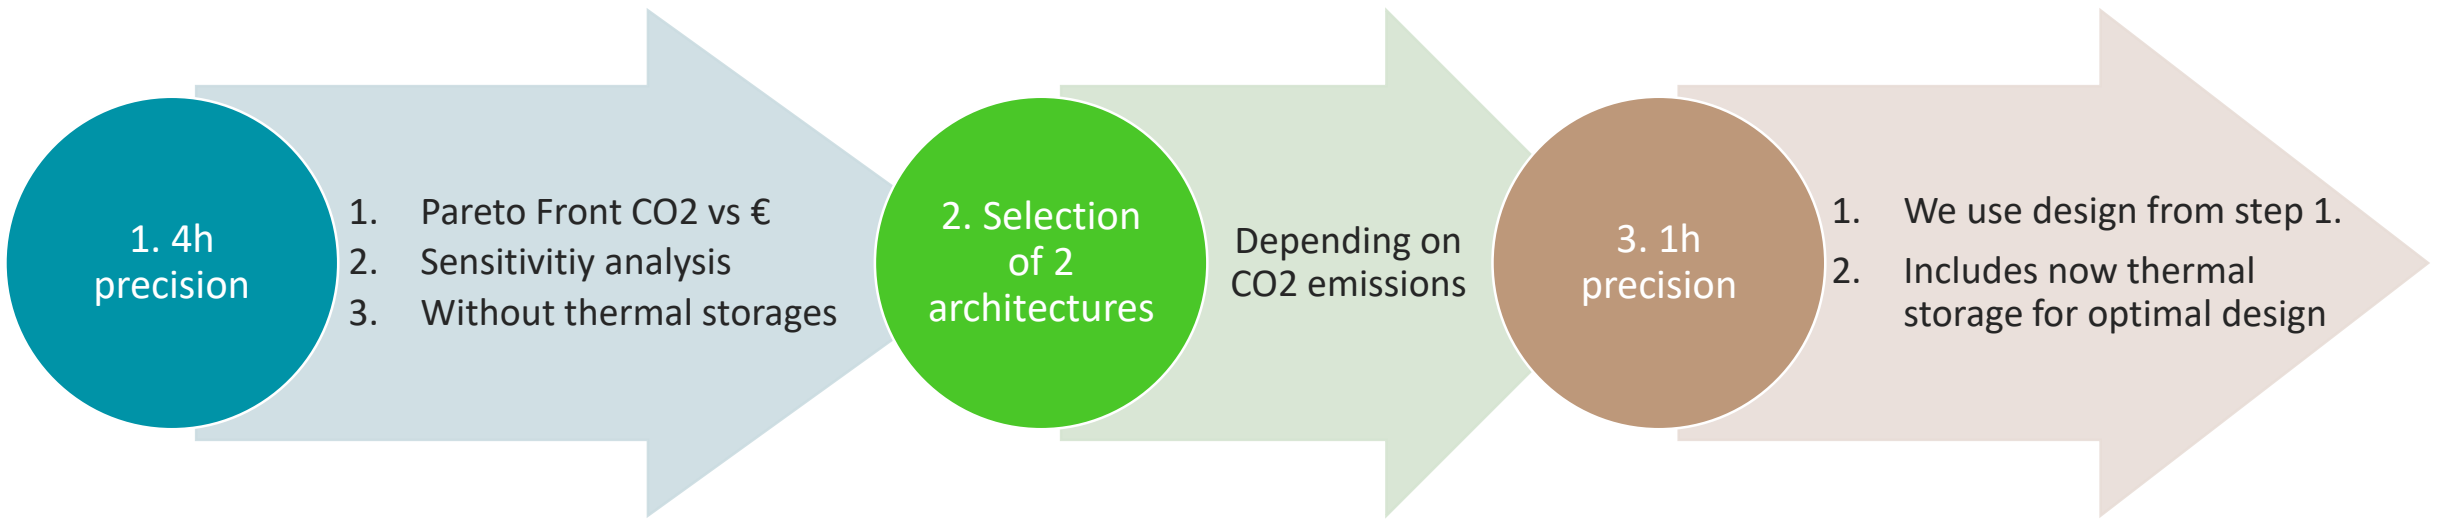 1. 4h
precision
1. Pareto Front CO2 vs €
2. Sensitivitiy analysis
3. Without thermal storages
2. Selection
of 2
architectures
Depending on
CO2 emissions
3. 1h
precision
1. We use design from step 1.
2. Includes now thermal
storage for optimal design